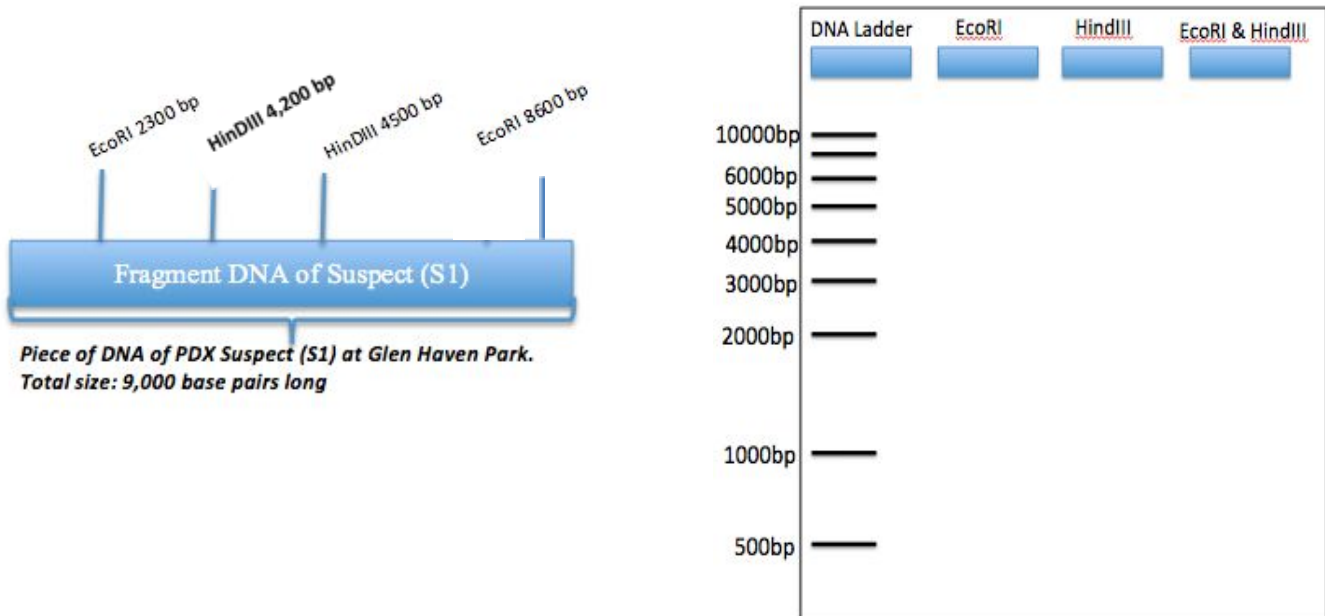 EcoRI 2300 bp
HinDIII 4,200 bp
HinDIII 4500 bp
EcoRI 8600 bp
Fragment DNA of Suspect (S1)
Piece of DNA of PDX Suspect (S1) at Glen Haven Park.
Total size: 9,000 base pairs long
DNA Ladder
EcoRI
HindIII
EcoRI & HindIII
10000bp
6000bp
5000bp
4000bp
3000bp
2000bp
1000bp
500bp